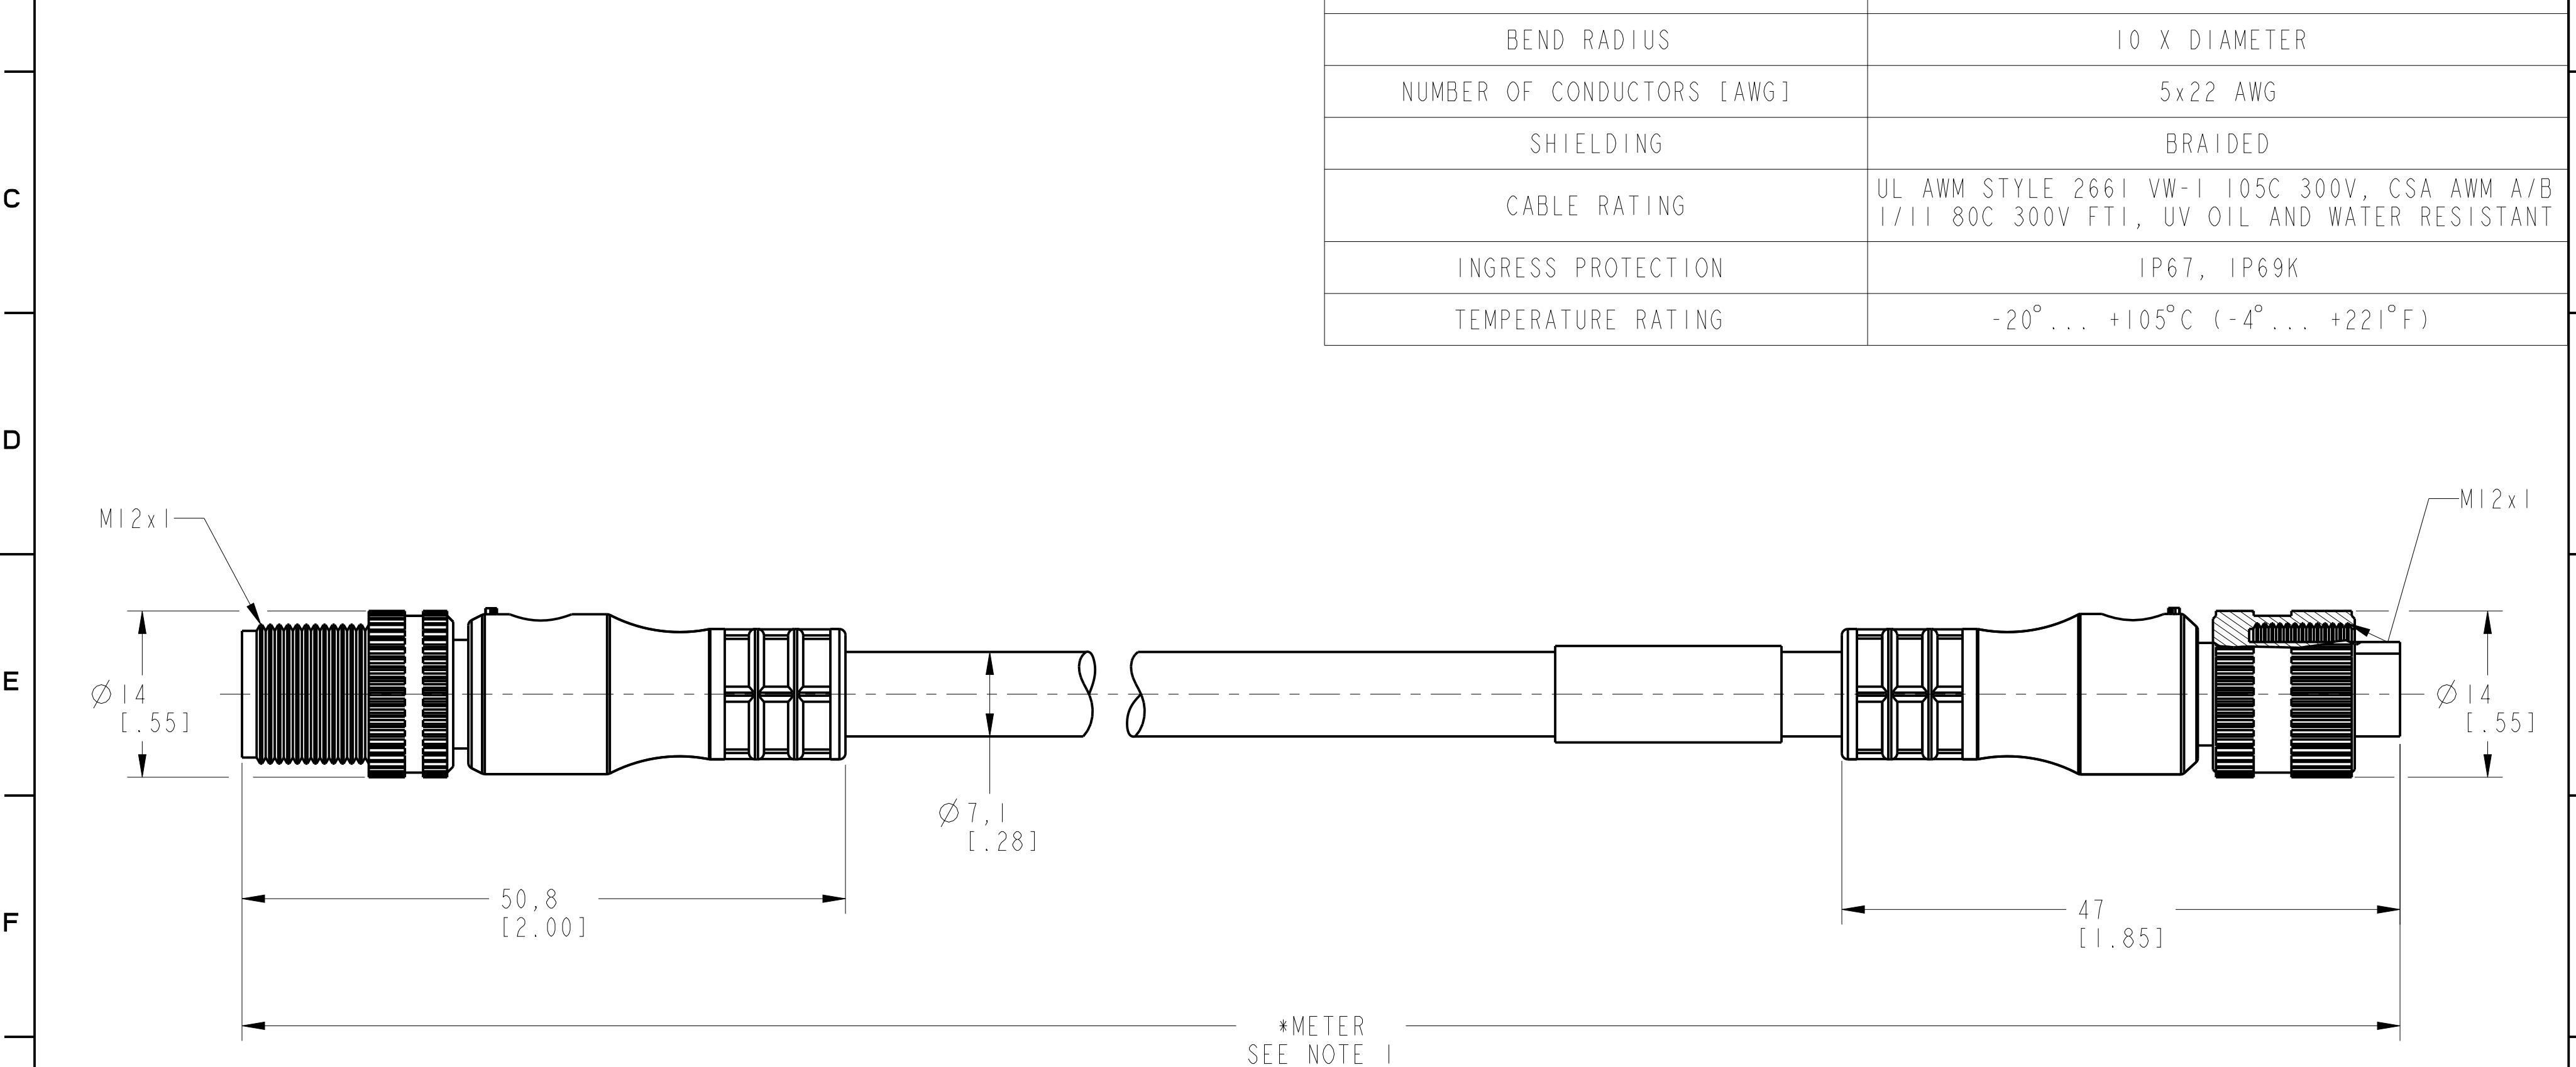 BEND RADIUS 10 X DIAMETER
NUMBER OF CONDUCTORS [AWG] 5x22 AWG
SHIELDING BRAIDED
CABLE RATING UL AWM STYLE 2661 VW-1 105C 300V, CSA AWM A/B
I/II 80C 300V FT1, UV OIL AND WATER RESISTANT
INGRESS PROTECTION IP67, IP69K
TEMPERATURE RATING -20°... +105°C (-4°... +221°F)
C
D
E
F
M12x1
M12x1
Ø14
[.55]
Ø14
[.55]
Ø7,1
[.28]
50,8
[2.00]
47
[1.85]
*METER
SEE NOTE 1